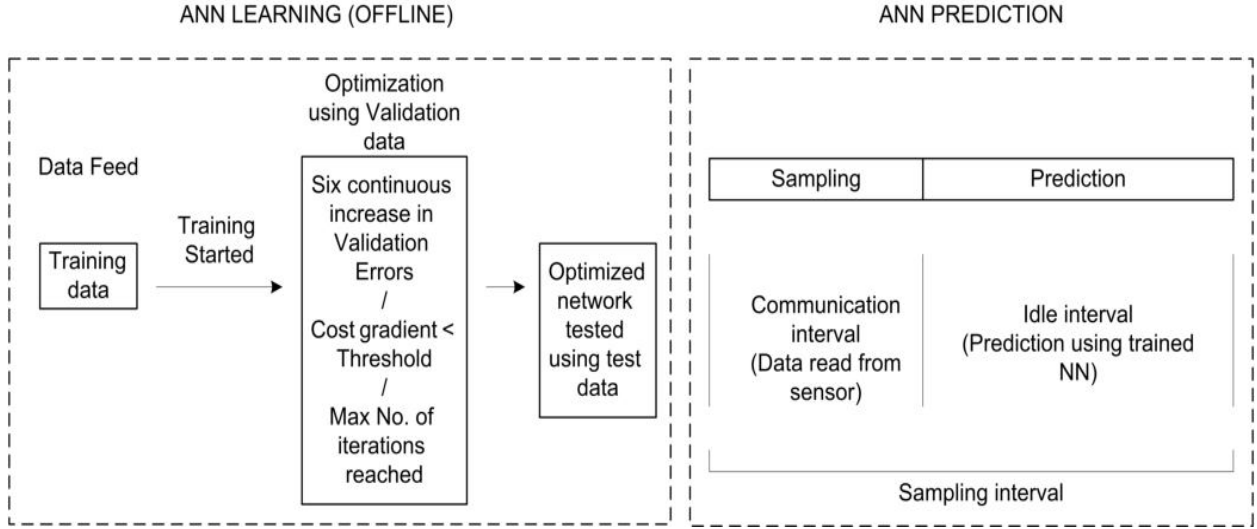 ANN LEARNING (OFFLINE)
Data Feed
Training
data
Training
Started
Optimization
using Validation
data
Six continuous
increase in
Validation
Errors
/
Cost gradient <
Threshold
/
Max No. of
iterations
reached
Optimized
network
tested
using test
data
ANN PREDICTION
Sampling
Prediction
Communication
interval
(Data read from
sensor)
Idle interval
(Prediction using trained
NN)
Sampling interval